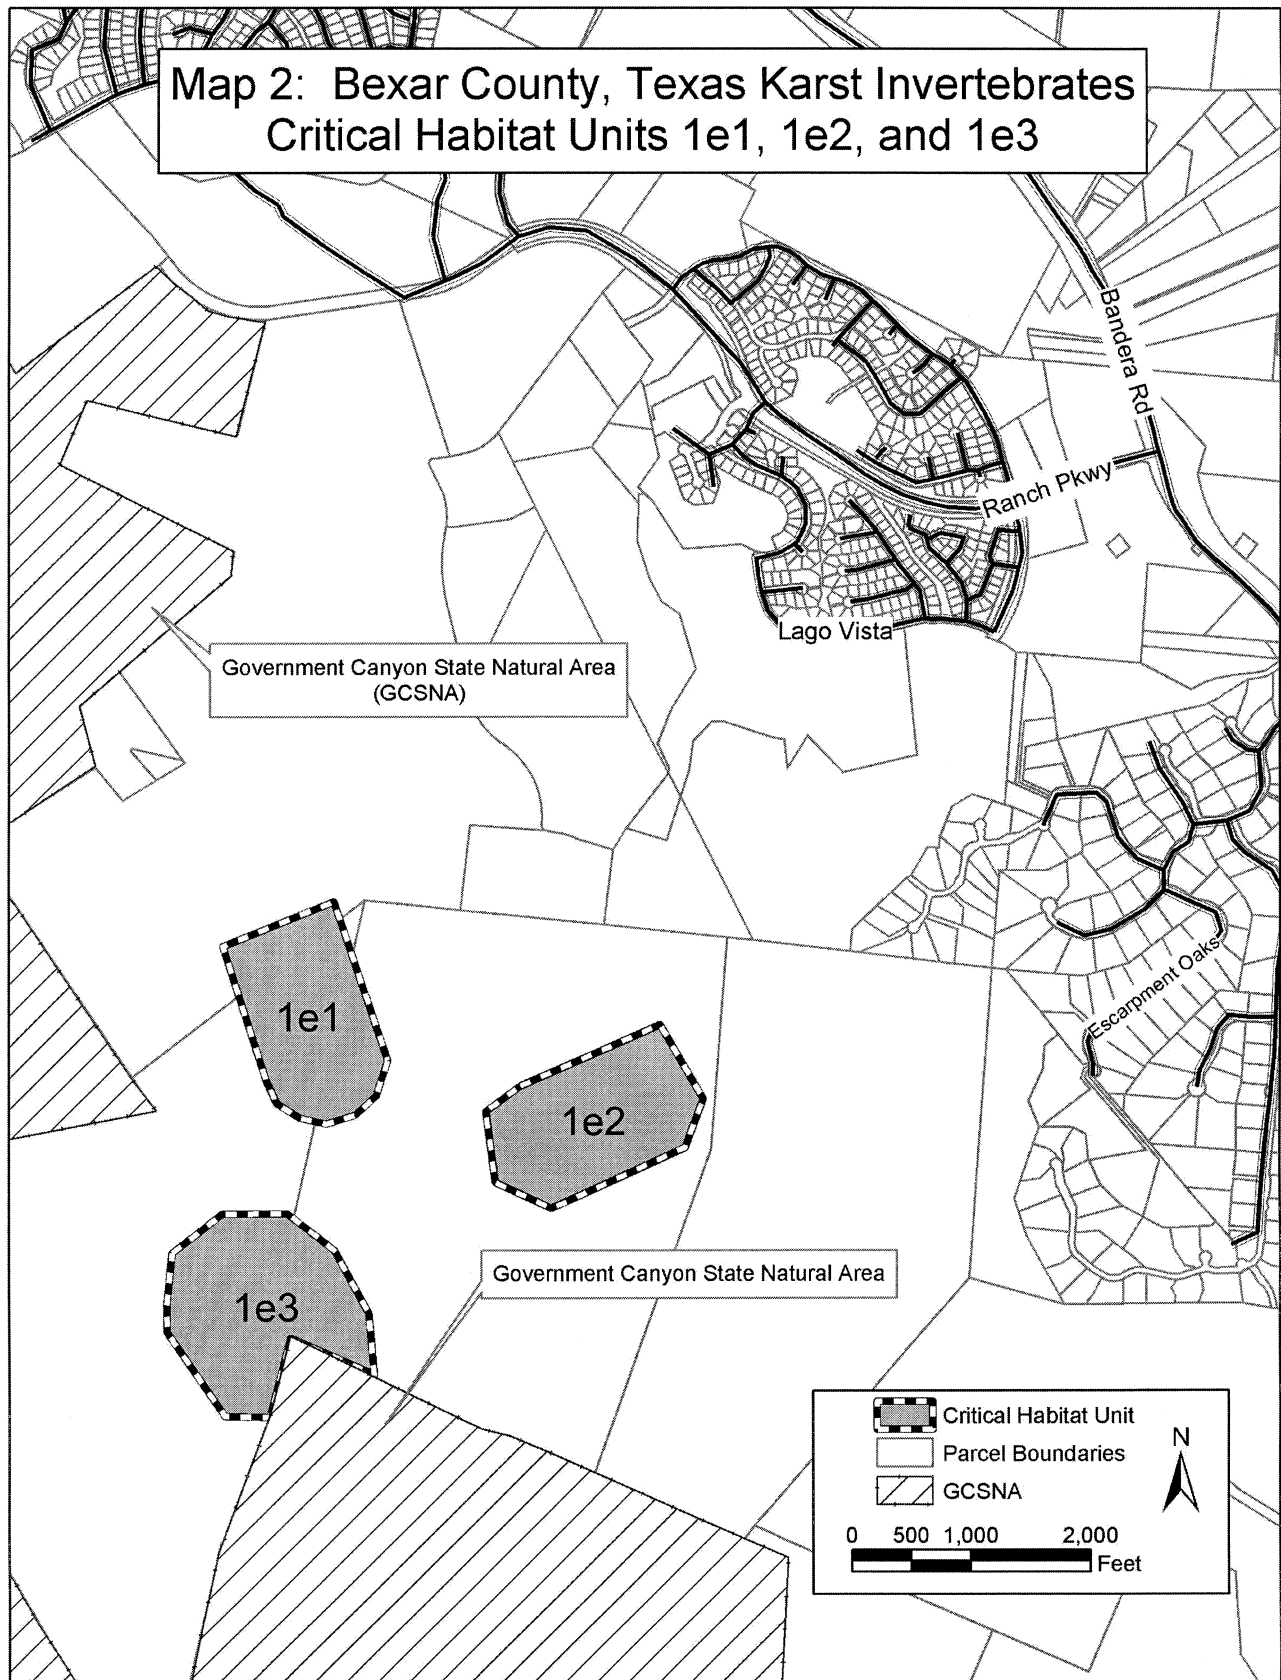 Map 2: Bexar County, Texas Karst Invertebrates
Critical Habitat Units 1e1, 1e2, and 1e3
Bandera Rd
Ranch Pkwy
Lago Vista
Government Canyon State Natural Area
(GCSNA)
Escarpment Oaks
1e1
1e2
Government Canyon State Natural Area
1e3
Critical Habitat Unit
Parcel Boundaries
GCSNA
N
0 500 1,000 2,000
Feet